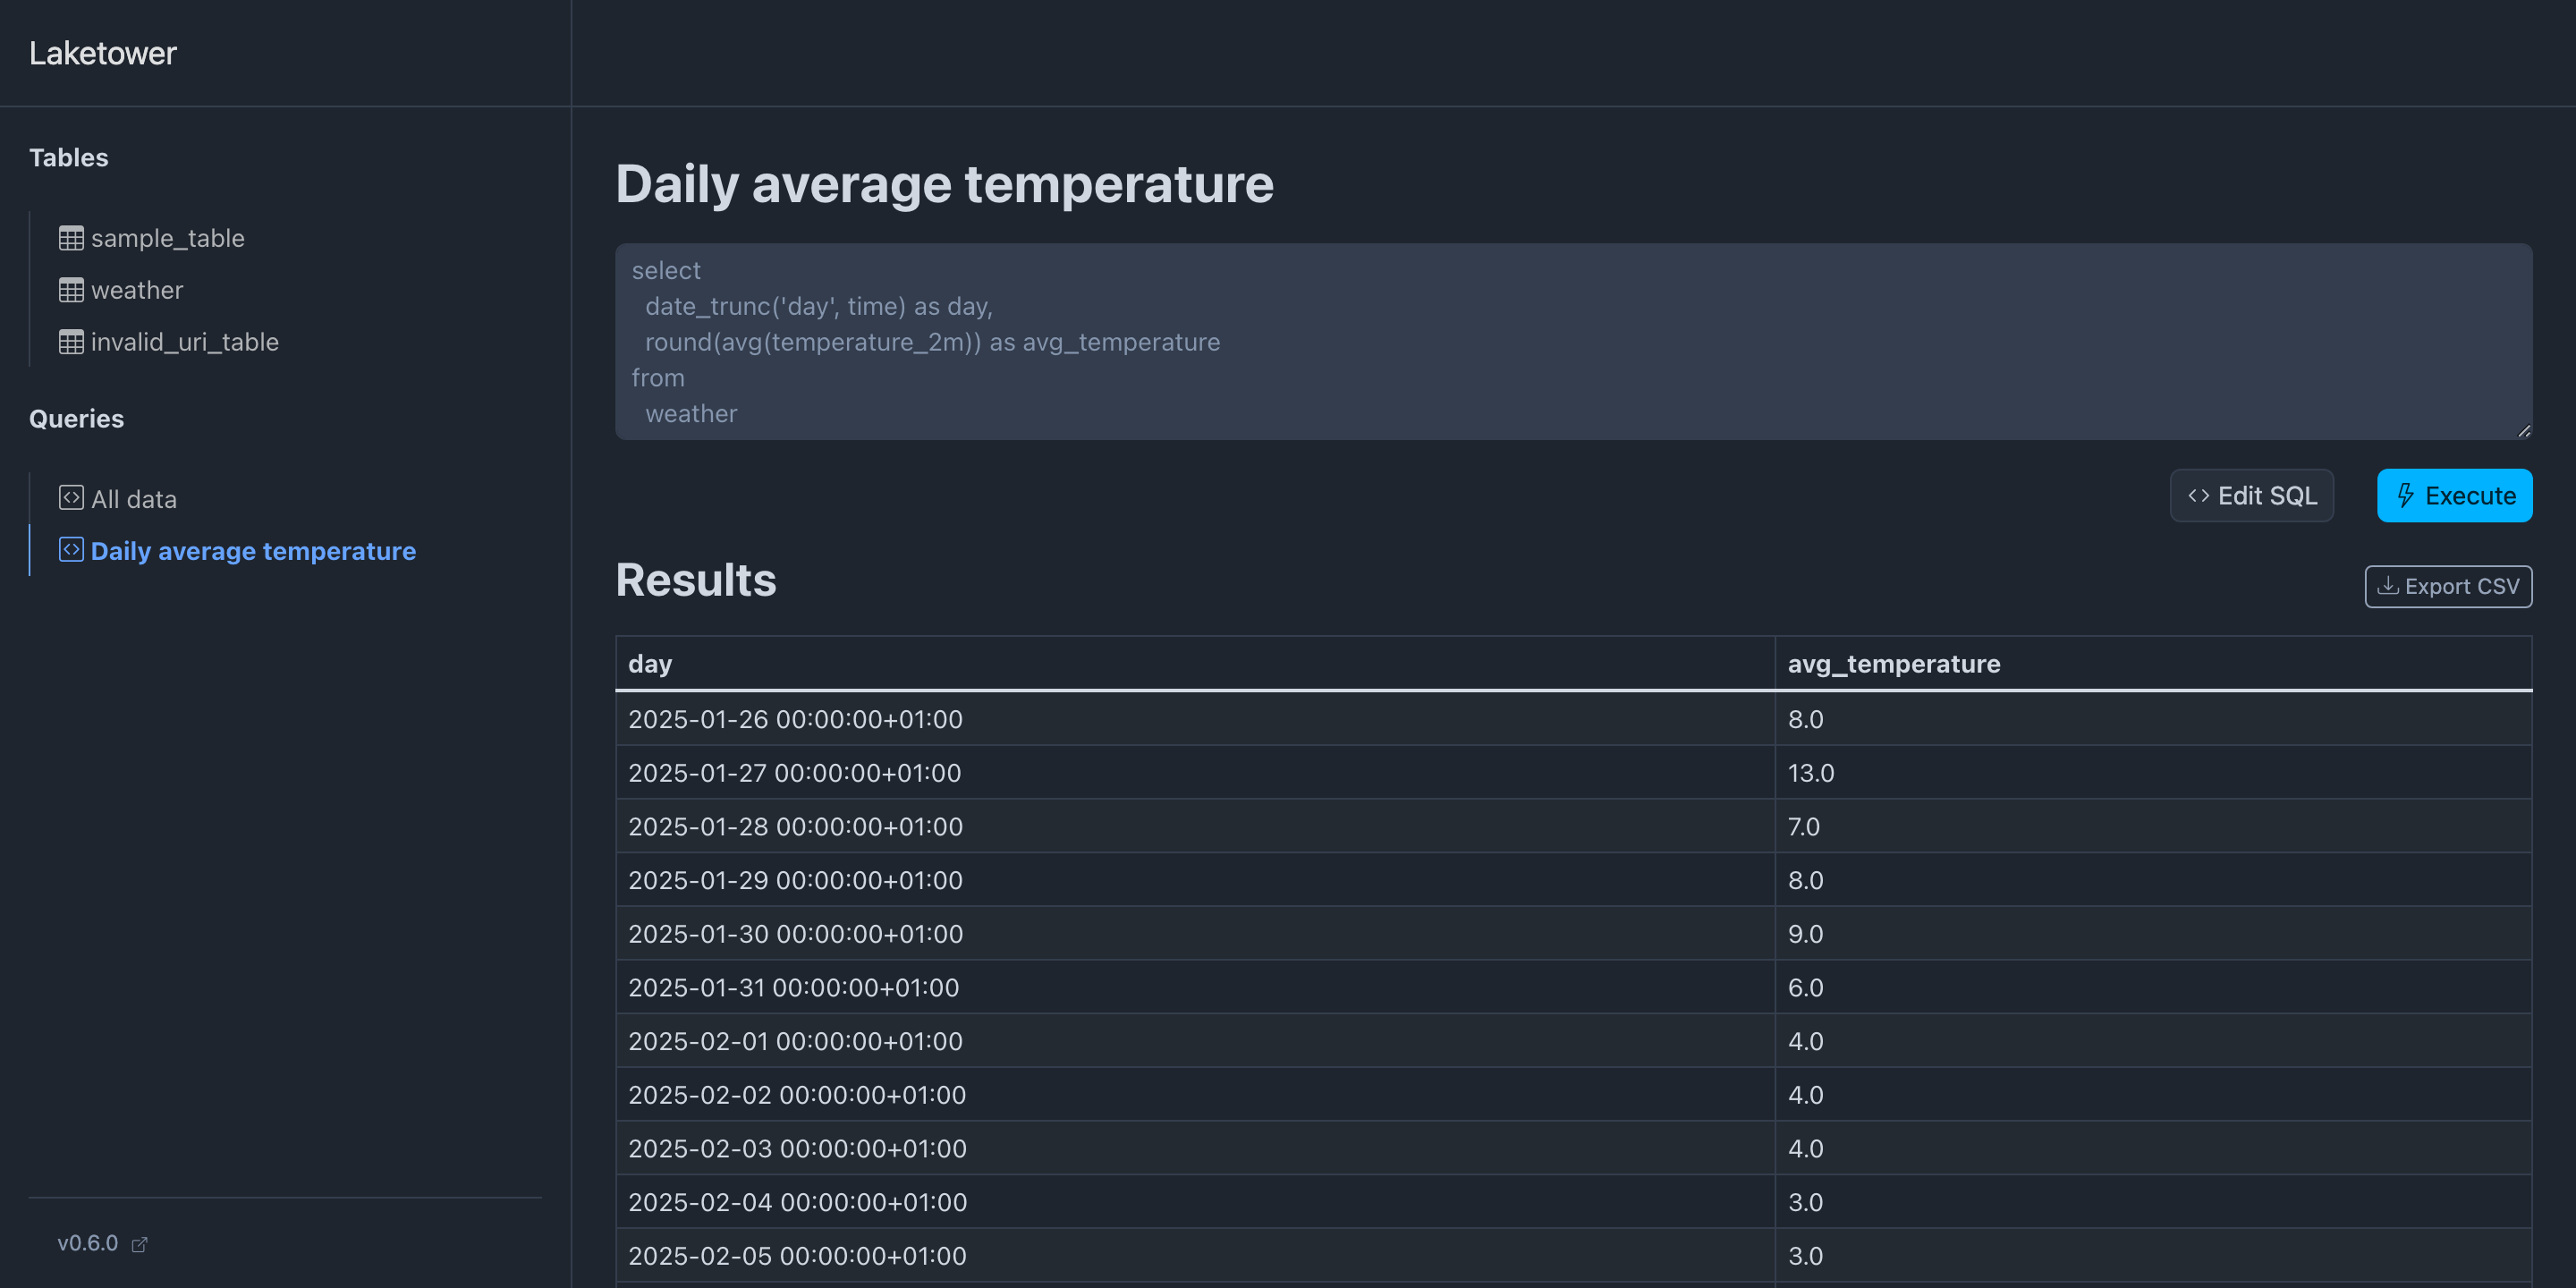 Laketower
Tables
sample_table
weather
invalid_uri_table
Queries
All data
Daily average temperature
v0.6.0
Daily average temperature
select
  date_trunc('day', time) as day,
  round(avg(temperature_2m)) as avg_temperature
from
  weather
Edit SQL Execute
Results Export CSV
day avg_temperature
2025-01-26 00:00:00+01:00 8.0
2025-01-27 00:00:00+01:00 13.0
2025-01-28 00:00:00+01:00 7.0
2025-01-29 00:00:00+01:00 8.0
2025-01-30 00:00:00+01:00 9.0
2025-01-31 00:00:00+01:00 6.0
2025-02-01 00:00:00+01:00 4.0
2025-02-02 00:00:00+01:00 4.0
2025-02-03 00:00:00+01:00 4.0
2025-02-04 00:00:00+01:00 3.0
2025-02-05 00:00:00+01:00 3.0